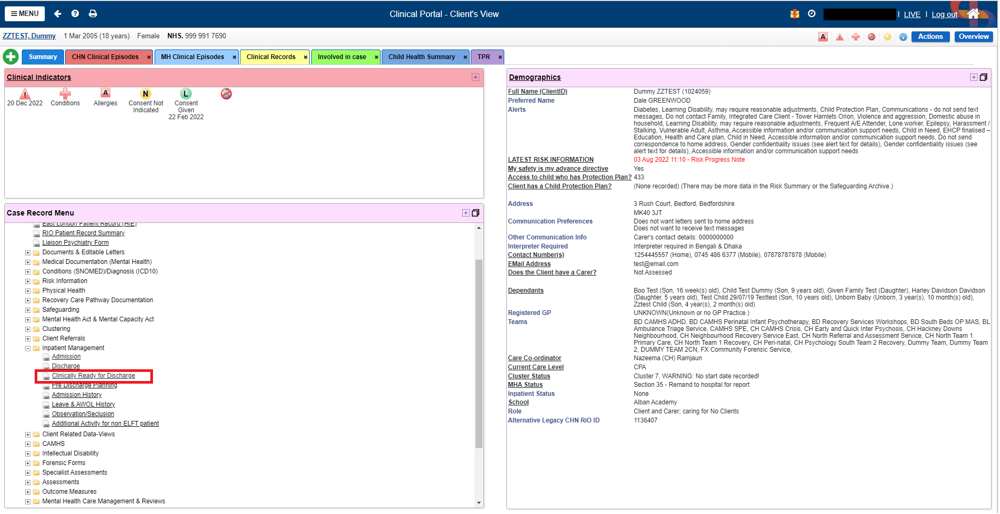 MENU
Clinical Portal - Client's View
LIVE
Log out
ZZTEST, Dummy 1 Mar 2005 (18 years) Female NHS. 999 991 7690
A
Actions
Overview
Summary
CHN Clinical Episodes
MH Clinical Episodes
Clinical Records
Involved in case
Child Health Summary
TPR
Clinical Indicators
!
20 Dec 2022
Conditions
A
Allergies
N
Consent Not
Indicated
L
Consent
Given
22 Feb 2022
Case Record Menu
East London Patient Record (HIE)
RIO Patient Record Summary
Liaison Psychiatry Form
Documents & Editable Letters
Medical Documentation (Mental Health)
Conditions (SNOMED)/Diagnosis (ICD10)
Risk Information
Physical Health
Recovery Care Pathway Documentation
Safeguarding
Mental Health Act & Mental Capacity Act
Clustering
Client Referrals
Inpatient Management
Admission
Discharge
Clinically Ready for Discharge
Pre Discharge Planning
Admission History
Leave & AWOL History
Observation/Seclusion
Additional Activity for non ELFT patient
Client Related Data-Views
CAMHS
Intellectual Disability
Forensic Forms
Specialist Assessments
Assessments
Outcome Measures
Mental Health Care Management & Reviews
Demographics
Full Name (ClientID) Dummy ZZTEST (1024059)
Preferred Name Dale GREENWOOD
Alerts Diabetes, Learning Disability, may require reasonable adjustments, Child Protection Plan, Communications - do not send text
messages, Do not contact Family, Integrated Care Client - Tower Hamlets Orion, Violence and aggression, Domestic abuse in
household, Learning Disability, may require reasonable adjustments, Frequent A/E Attender, Lone worker, Epilepsy, Harassment /
Stalking, Vulnerable Adult, Asthma, Accessible information and/or communication support needs, Child in Need, EHCP finalised –
Education, Health and Care plan, Child in Need, Accessible information and/or communication support needs, Do not send
correspondence to home address, Gender confidentiality issues (see alert text for details), Gender confidentiality issues (see
alert text for details), Accessible information and/or communication support needs
LATEST RISK INFORMATION 03 Aug 2022 11:10 - Risk Progress Note
My safety is my advance directive Yes
Access to child who has Protection Plan? 433
Client has a Child Protection Plan? (None recorded) (There may be more data in the Risk Summary or the Safeguarding Archive.)
Address 3 Rush Court, Bedford, Bedfordshire
MK40 3JT
Communication Preferences Does not want letters sent to home address
Does not want to receive text messages
Other Communication Info Carer's contact details: 0000000000
Interpreter Required Interpreter required in Bengali & Dhaka
Contact Number(s) 1254445557 (Home), 0745 486 6377 (Mobile), 07878787878 (Mobile)
EMail Address test@email.com
Does the Client have a Carer? Not Assessed
Dependants Boo Test (Son, 16 week(s) old), Child Test Dummy (Son, 9 years old), Given Family Test (Daughter), Harley Davidson Davidson
(Daughter, 5 years old), Test Child 29/07/19 Testtest (Son, 10 years old), Unborn Baby (Unborn, 3 year(s), 10 month(s) old),
Zztest Child (Son, 4 year(s), 2 month(s) old)
Registered GP UNKNOWN(Unknown or no GP Practice.)
Teams BD CAMHS ADHD, BD CAMHS Perinatal Infant Psychotherapy, BD Recovery Services Workshops, BD South Beds OP MAS, BL
Ambulance Triage Service, CAMHS SPE, CH CAMHS Crisis, CH Early and Quick Inter Psychosis, CH Hackney Downs
Neighbourhood, CH Neighbourhood Recovery Service East, CH North Referral and Assessment Service, CH North Team 1
Primary Care, CH North Team 1 Recovery, CH Peri-natal, CH Psychology South Team 2 Recovery, Dummy Team, Dummy Team
2, DUMMY TEAM 2CN, FX Community Forensic Service,
Care Co-ordinator Nazeema (CH) Ramjaun
Current Care Level CPA
Cluster Status Cluster 7, WARNING: No start date recorded!
MHA Status Section 35 - Remand to hospital for report
Inpatient Status None
School Alban Academy
Role Client and Carer; caring for No Clients
Alternative Legacy CHN RiO ID 1136407